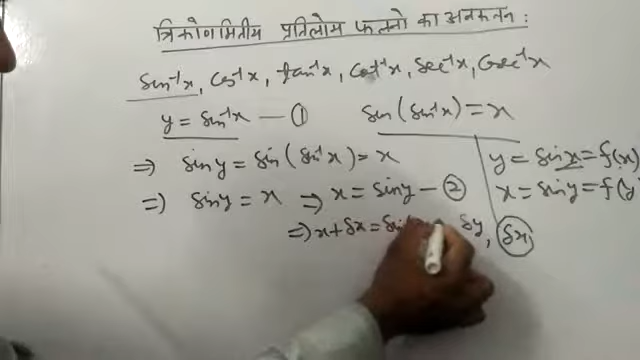 त्रिकोणमितीय प्रतिलोम फलनो का अवकलन :
sin⁻¹x, cos⁻¹x, tan⁻¹x, cot⁻¹x, sec⁻¹x, cosec⁻¹x
y = sin⁻¹x — ① sin(sin⁻¹x) = x
⇒ sin y = sin(sin⁻¹x) = x
⇒ sin y = x ⇒ x = sin y — ②
⇒ x + δx = δy, δx
y = sin x = f(x)
x = sin y = f(y